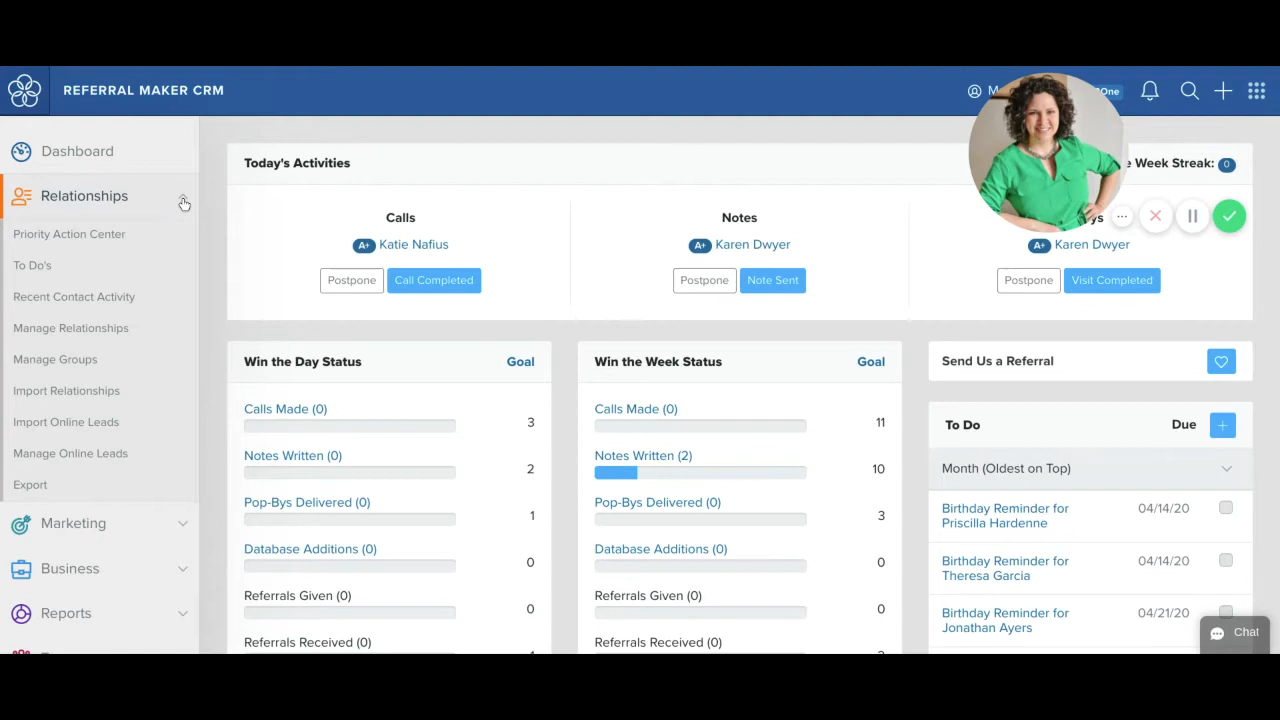 REFERRAL MAKER CRM
One
Dashboard
Relationships
Priority Action Center
To Do's
Recent Contact Activity
Manage Relationships
Manage Groups
Import Relationships
Import Online Leads
Manage Online Leads
Export
Marketing
Business
Reports
Today's Activities
Week Streak: 0
Calls
A+ Katie Nafius
Postpone Call Completed
Notes
A+ Karen Dwyer
Postpone Note Sent
A+ Karen Dwyer
Postpone Visit Completed
Win the Day Status Goal
Calls Made (0) 3
Notes Written (0) 2
Pop-Bys Delivered (0) 1
Database Additions (0) 0
Referrals Given (0) 0
Referrals Received (0)
Win the Week Status Goal
Calls Made (0) 11
Notes Written (2) 10
Pop-Bys Delivered (0) 3
Database Additions (0) 0
Referrals Given (0) 0
Referrals Received (0)
Send Us a Referral
To Do Due
Month (Oldest on Top)
Birthday Reminder for 04/14/20
Priscilla Hardenne
Birthday Reminder for 04/14/20
Theresa Garcia
Birthday Reminder for 04/21/20
Jonathan Ayers
Chat